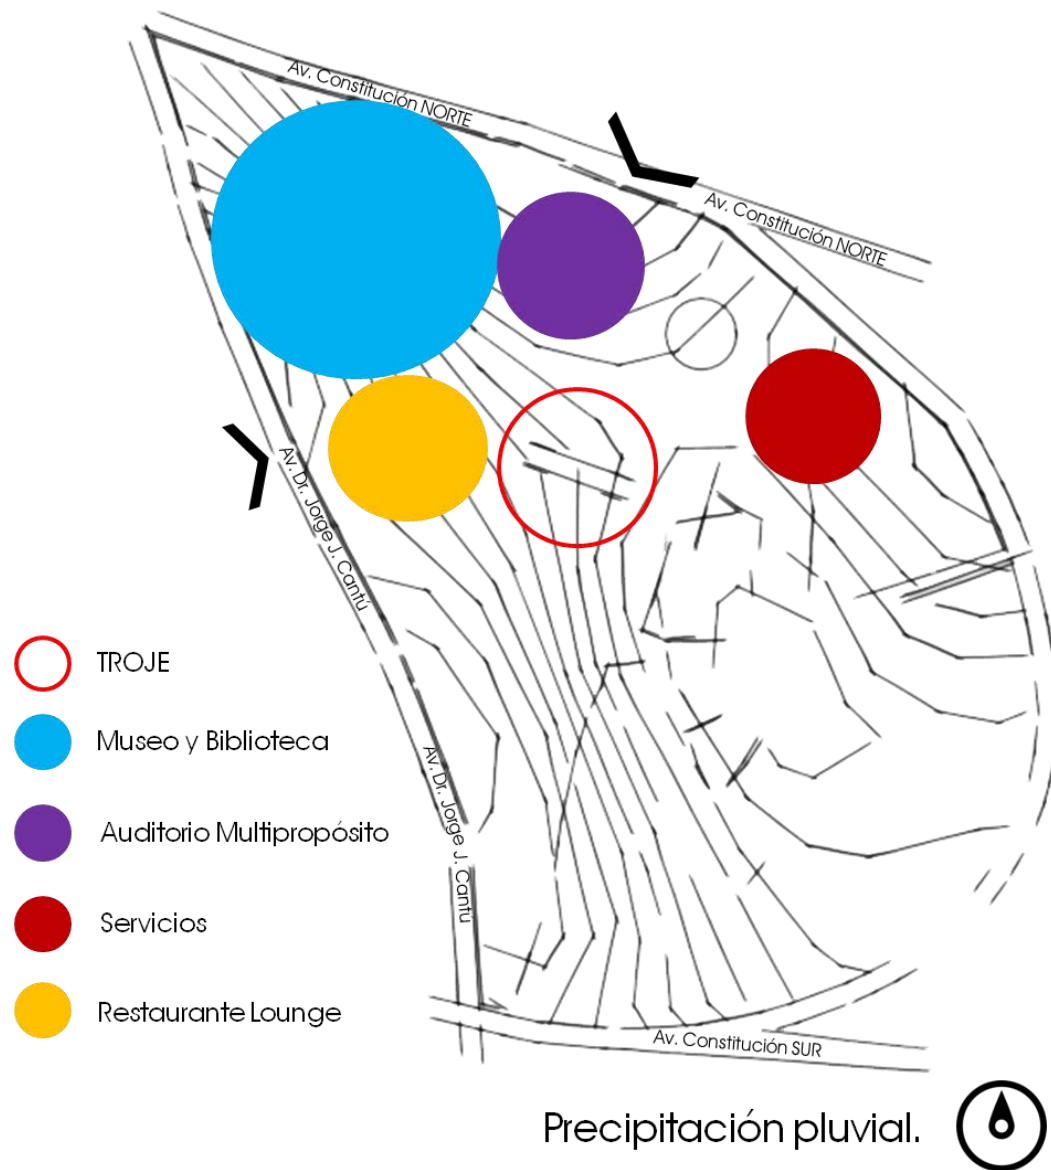 Av. Constitución NORTE
Av. Constitución NORTE
Av. Dr. Jorge J. Cantú
TROJE
Museo y Biblioteca
Av. Dr. Jorge J. Cantú
Auditorio Multipropósito
Servicios
Restaurante Lounge
Av. Constitución SUR
Precipitación pluvial.